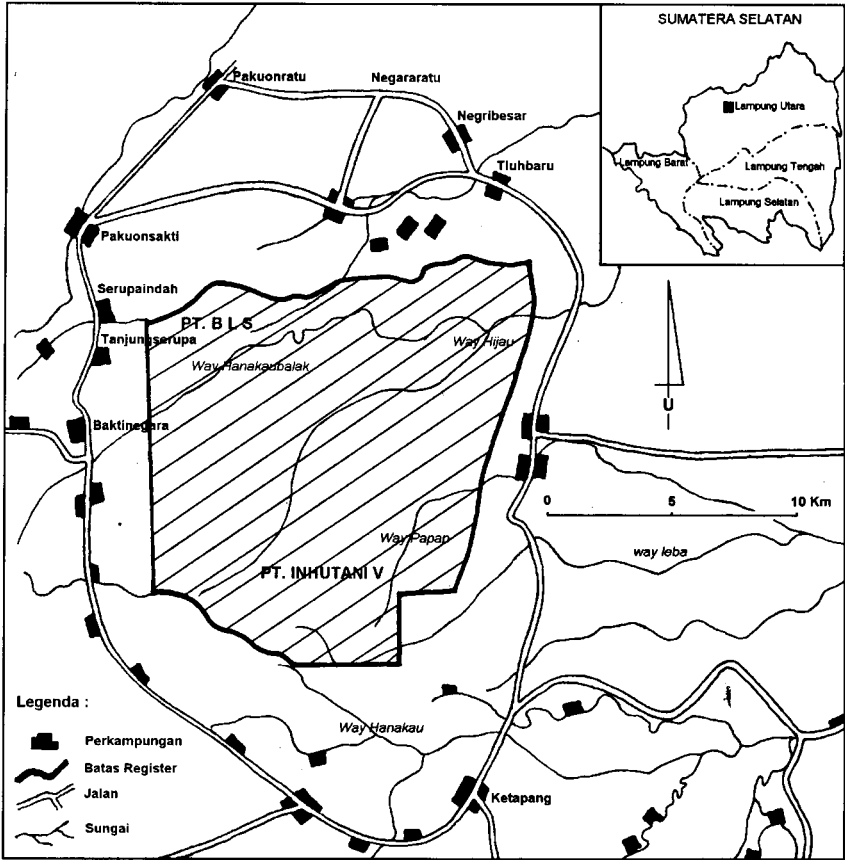 SUMATERA SELATAN
Lampung Utara
Lampung Barat
Lampung Tengah
Lampung Selatan
Pakuonratu
Negararatu
Negribesar
Tluhbaru
Pakuonsakti
Serupaindah
PT. B L S
Tanjungserupa
Way Hanakaubalak
Way Hijau
Baktinegara
U
0 5 10 Km
Way Papap
way leba
PT. INHUTANI V
Way Hanakau
Ketapang
Legenda :
Perkampungan
Batas Register
Jalan
Sungai